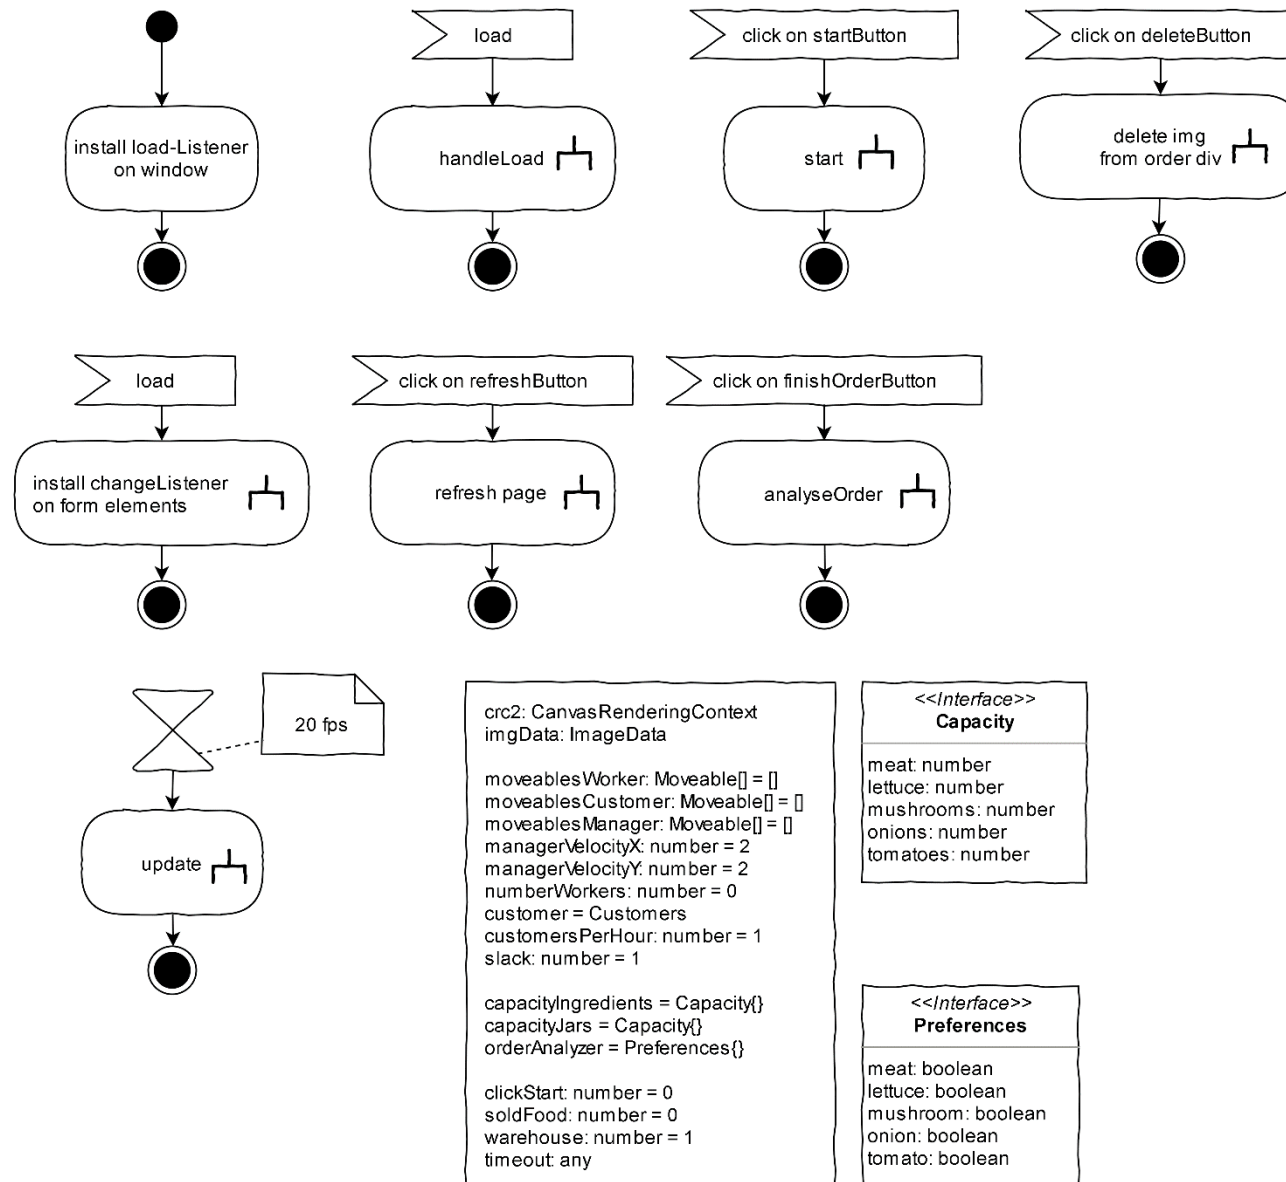 load
click on startButton
click on deleteButton
install load-Listener
on window
handleLoad
start
delete img
from order div
load
click on refreshButton
click on finishOrderButton
install changeListener
on form elements
refresh page
analyseOrder
20 fps
update
crc2: CanvasRenderingContext
imgData: ImageData
moveablesWorker: Moveable[] = []
moveablesCustomer: Moveable[] = []
moveablesManager: Moveable[] = []
managerVelocityX: number = 2
managerVelocityY: number = 2
numberWorkers: number = 0
customer = Customers
customersPerHour: number = 1
slack: number = 1
capacityIngredients = Capacity{}
capacityJars = Capacity{}
orderAnalyzer = Preferences{}
clickStart: number = 0
soldFood: number = 0
warehouse: number = 1
timeout: any
<<Interface>>
Capacity
meat: number
lettuce: number
mushrooms: number
onions: number
tomatoes: number
<<Interface>>
Preferences
meat: boolean
lettuce: boolean
mushroom: boolean
onion: boolean
tomato: boolean